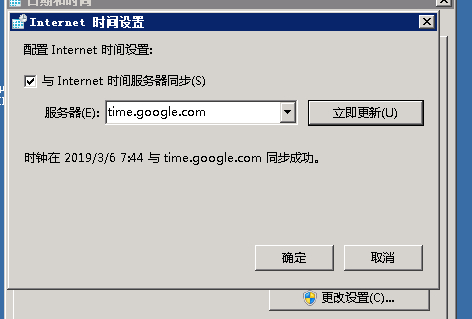 日期和时间
Internet 时间设置
配置 Internet 时间设置:
与 Internet 时间服务器同步(S)
服务器(E): time.google.com 立即更新(U)
时钟在 2019/3/6 7:44 与 time.google.com 同步成功。
确定 取消
更改设置(C)...